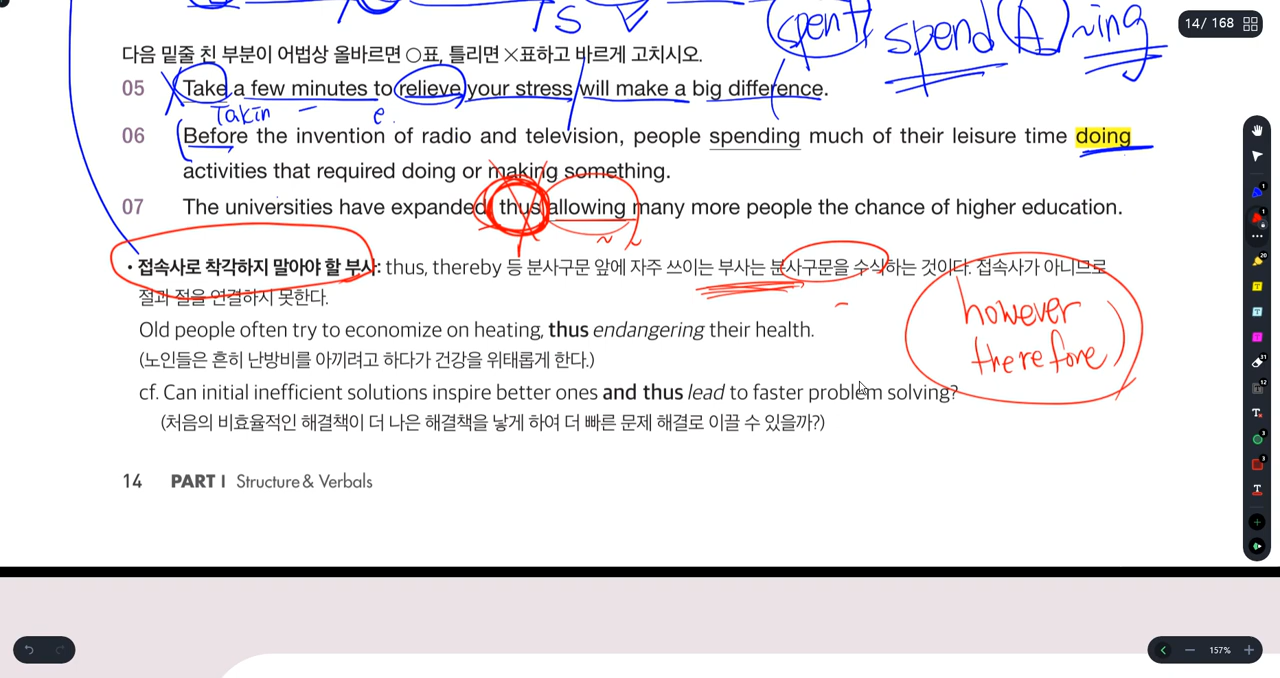 TS
spent
spend A ~ing
14 / 168
다음 밑줄 친 부분이 어법상 올바르면 ○표, 틀리면 ×표하고 바르게 고치시오.
05 Take a few minutes to relieve your stress will make a big difference.
e.
06 Before the invention of radio and television, people spending much of their leisure time doing
activities that required doing or making something.
07 The universities have expanded, thus allowing many more people the chance of higher education.
• 접속사로 착각하지 말아야 할 부사: thus, thereby 등 분사구문 앞에 자주 쓰이는 부사는 분사구문을 수식하는 것이다. 접속사가 아니므로
절과 절을 연결하지 못한다.
however
therefore
Old people often try to economize on heating, thus endangering their health.
(노인들은 흔히 난방비를 아끼려고 하다가 건강을 위태롭게 한다.)
cf. Can initial inefficient solutions inspire better ones and thus lead to faster problem solving?
(처음의 비효율적인 해결책이 더 나은 해결책을 낳게 하여 더 빠른 문제 해결로 이끌 수 있을까?)
14 PART I Structure & Verbals
157%